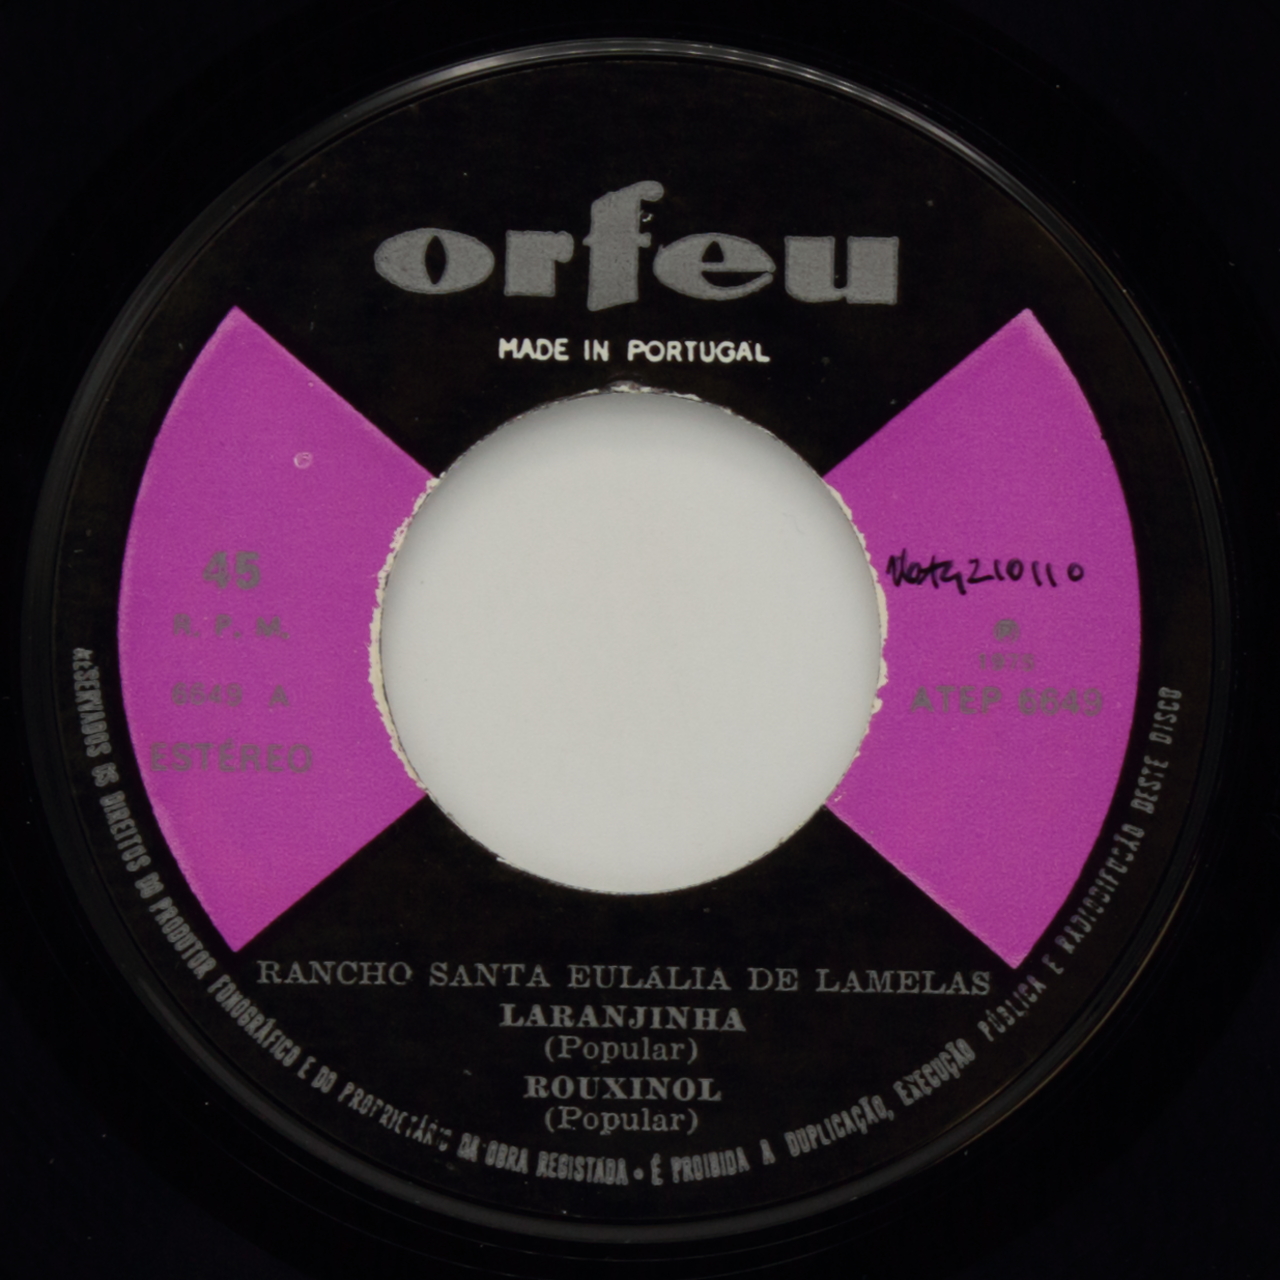 orfeu
MADE IN PORTUGAL
45
R. P. M.
6649 A
ESTÉREO
210110
Ⓟ
ATEP 6649
RANCHO SANTA EULÁLIA DE LAMELAS
LARANJINHA
(Popular)
ROUXINOL
(Popular)
RESERVADOS OS DIREITOS DO PRODUTOR FONOGRÁFICO E DO PROPRIETÁRIO DA OBRA REGISTADA • É PROIBIDA A DUPLICAÇÃO, EXECUÇÃO PÚBLICA E RADIODIFUSÃO DESTE DISCO